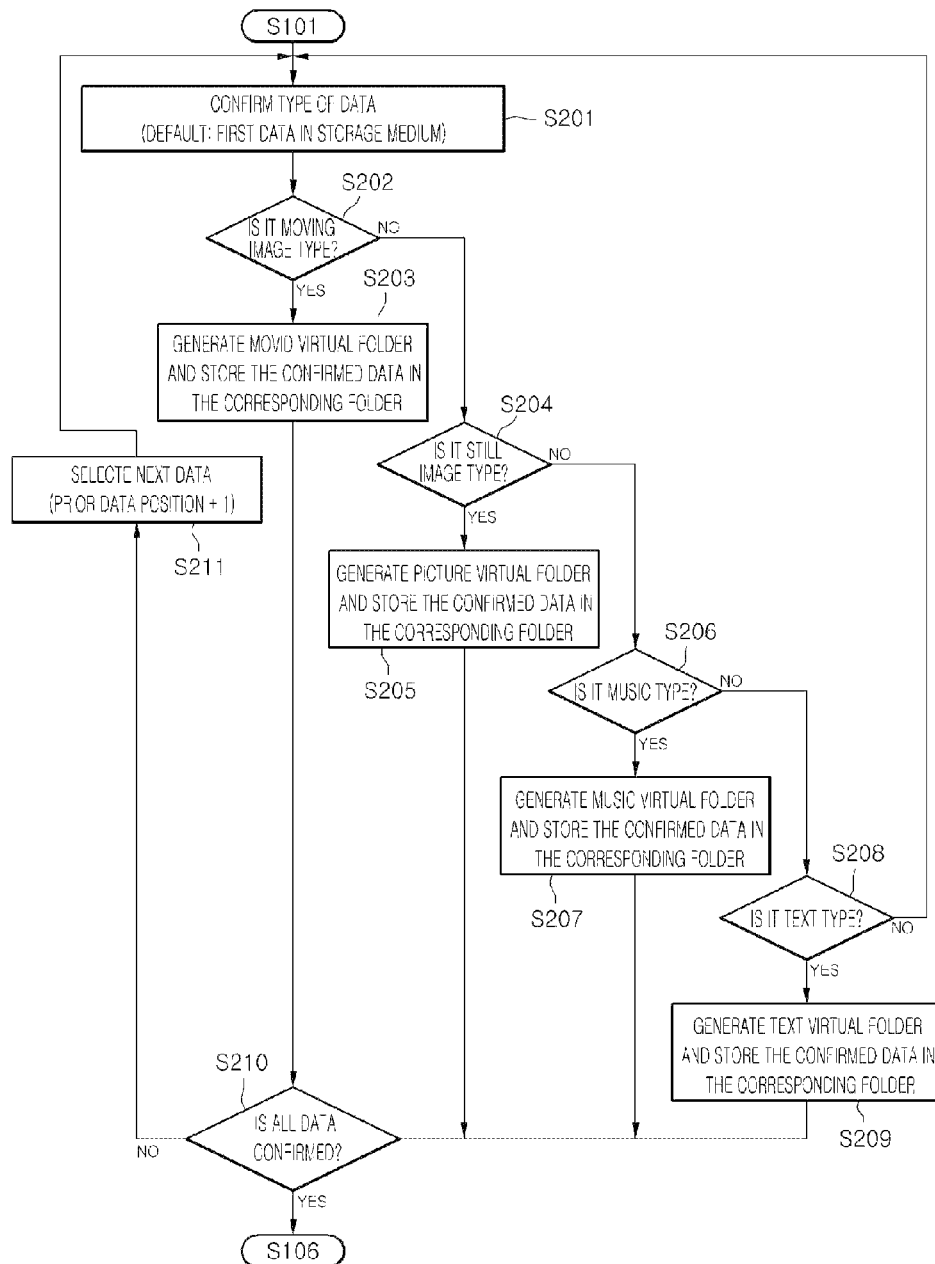 S101
CONFIRM TYPE OF DATA
(DEFAULT: FIRST DATA IN STORAGE MEDIUM)
S201
S202
IS IT MOVING
IMAGE TYPE?
NO
YES
S203
GENERATE MOVID VIRTUAL FOLDER
AND STORE THE CONFIRMED DATA IN
THE CORRESPONDING FOLDER
S204
IS IT STILL
IMAGE TYPE?
NO
YES
SELECTE NEXT DATA
(PRIOR DATA POSITION + 1)
S211
GENERATE PICTURE VIRTUAL FOLDER
AND STORE THE CONFIRMED DATA IN
THE CORRESPONDING FOLDER
S205
S206
IS IT MUSIC TYPE?
NO
YES
GENERATE MUSIC VIRTUAL FOLDER
AND STORE THE CONFIRMED DATA IN
THE CORRESPONDING FOLDER
S207
S208
IS IT TEXT TYPE?
NO
YES
GENERATE TEXT VIRTUAL FOLDER
AND STORE THE CONFIRMED DATA IN
THE CORRESPONDING FOLDER
S209
S210
IS ALL DATA
CONFIRMED?
NO
YES
S106